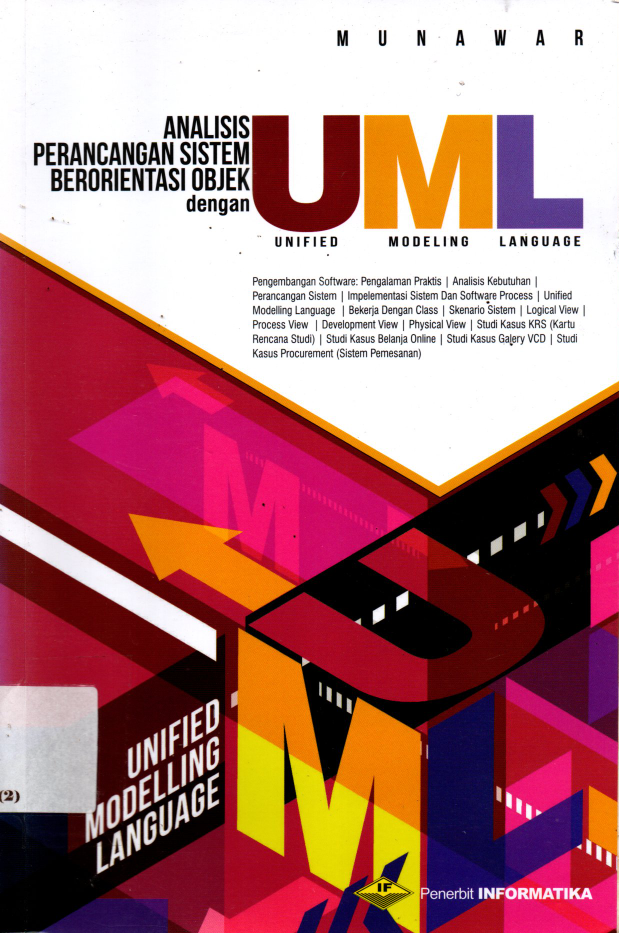 MUNAWAR
ANALISIS
PERANCANGAN SISTEM
BERORIENTASI OBJEK
dengan
UML
UNIFIED MODELING LANGUAGE
Pengembangan Software: Pengalaman Praktis | Analisis Kebutuhan |
Perancangan Sistem | Impelementasi Sistem Dan Software Process | Unified
Modelling Language | Bekerja Dengan Class | Skenario Sistem | Logical View |
Process View | Development View | Physical View | Studi Kasus KRS (Kartu
Rencana Studi) | Studi Kasus Belanja Online | Studi Kasus Galery VCD | Studi
Kasus Procurement (Sistem Pemesanan)
M
U
ML
UNIFIED
MODELLING
LANGUAGE
(2)
IF
Penerbit INFORMATIKA